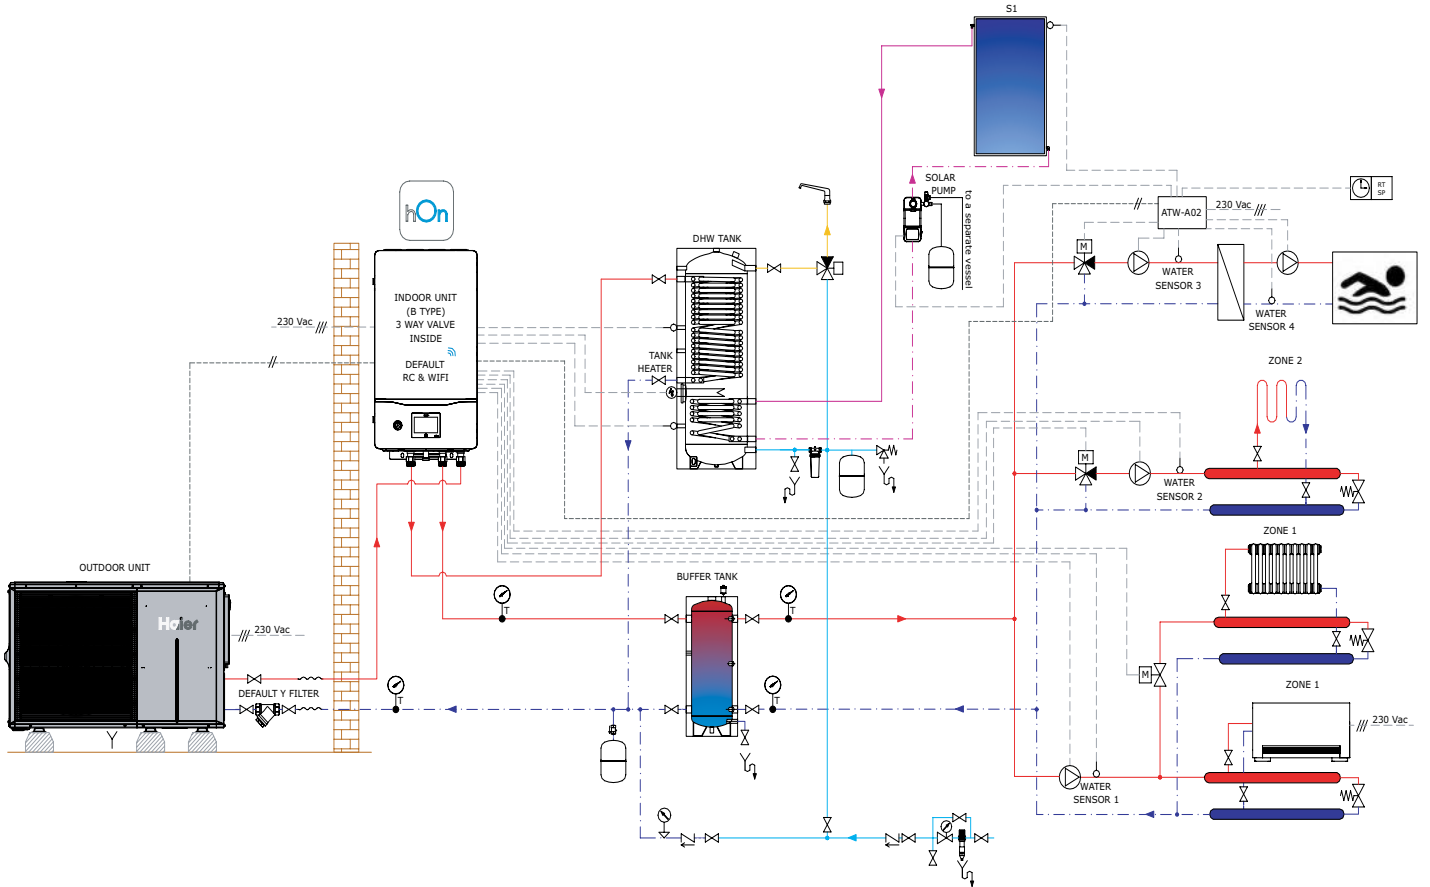 S1
SOLAR
PUMP
to a separate vessel
RT
SP
ATW-A02
230 Vac
hOn
M
DHW TANK
WATER
SENSOR 3
WATER
SENSOR 4
INDOOR UNIT
(B TYPE)
3 WAY VALVE
INSIDE
DEFAULT
RC & WIFI
230 Vac
TANK
HEATER
ZONE 2
M
WATER
SENSOR 2
ZONE 1
OUTDOOR UNIT
BUFFER TANK
Haier
T
T
230 Vac
M
DEFAULT Y FILTER
T
T
ZONE 1
230 Vac
WATER
SENSOR 1